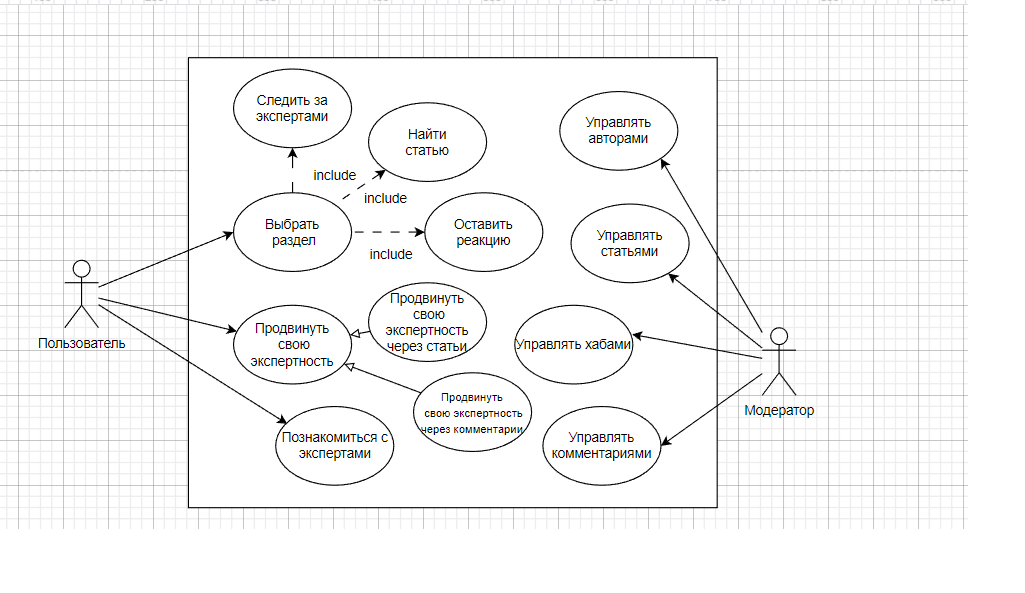 Следить за
экспертами
Найти
статью
Управлять
авторами
include
include
Выбрать
раздел
Оставить
реакцию
include
Управлять
статьями
Пользователь
Продвинуть
свою
экспертность
Продвинуть
свою
экспертность
через статьи
Управлять хабами
Продвинуть
свою экспертность
через комментарии
Модератор
Познакомиться с
экспертами
Управлять
комментариями